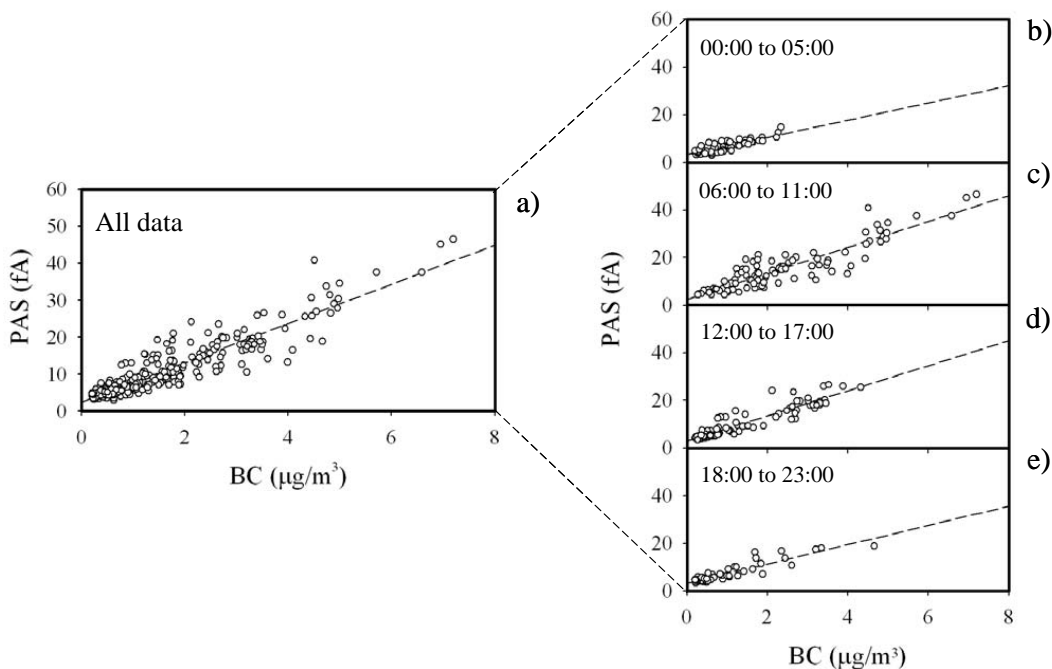 a)
All data
PAS (fA)
60
50
40
30
20
10
0
0 2 4 6 8
BC (μg/m³)
b)
00:00 to 05:00
60
40
20
0
c)
06:00 to 11:00
40
20
0
d)
12:00 to 17:00
40
20
0
e)
18:00 to 23:00
40
20
0
PAS (fA)
0 2 4 6 8
BC (μg/m³)